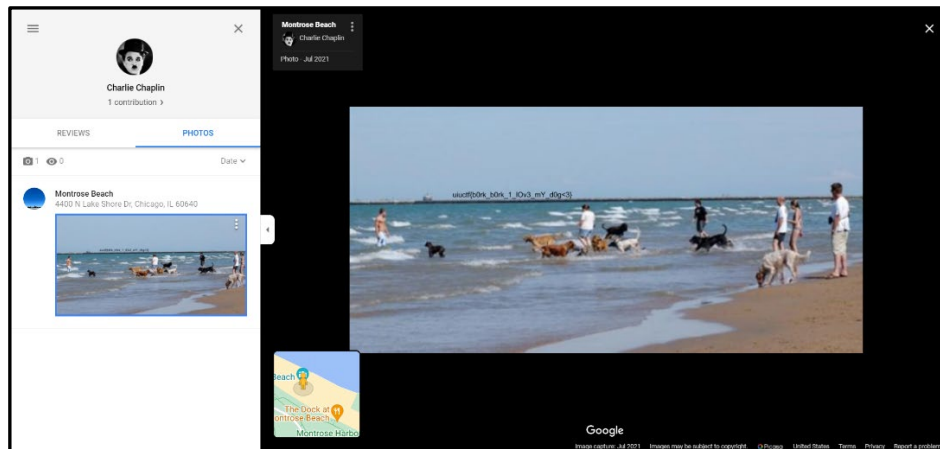 Charlie Chaplin
1 contribution >
REVIEWS
PHOTOS
1
0
Date
Montrose Beach
4400 N Lake Shore Dr, Chicago, IL 60640
Montrose Beach
Charlie Chaplin
Photo - Jul 2021
uiuctf{b0rk_b0rk_1_lOv3_mY_d0g<3}
Beach
The Dock at
ontrose Beach
Montrose Harbo
Google
Image capture: Jul 2021
Images may be subject to copyright.
United States
Terms
Privacy
Report a problem